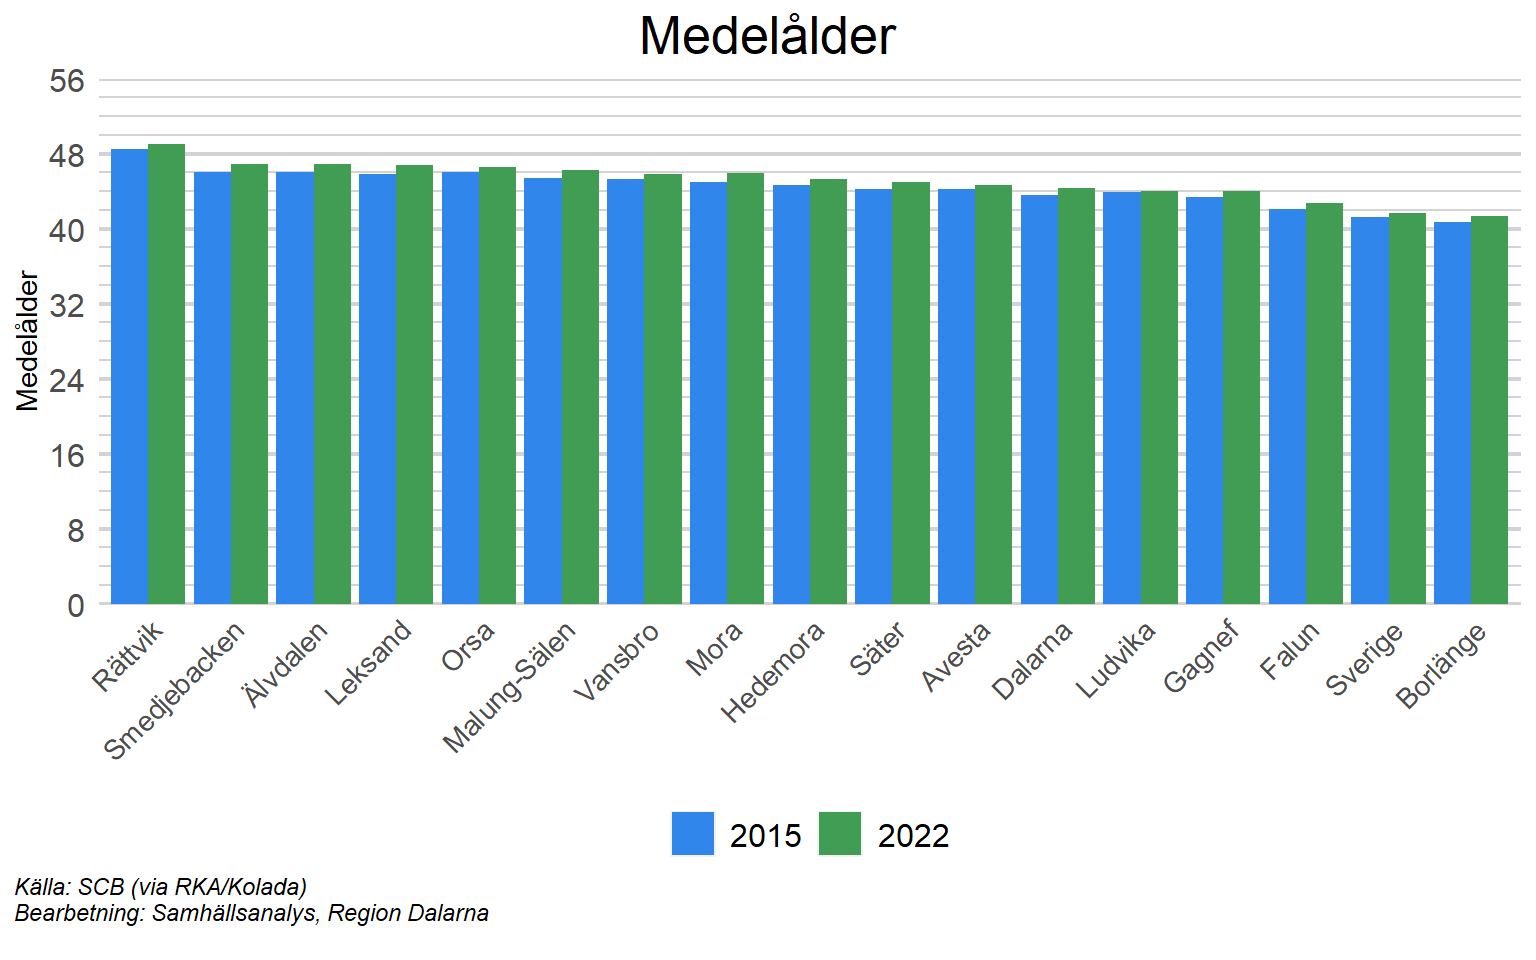 Medelålder
56
48
40
32
24
16
8
0
Medelålder
Rättvik
Smedjebacken
Älvdalen
Leksand
Orsa
Malung-Sälen
Vansbro
Mora
Hedemora
Säter
Avesta
Dalarna
Ludvika
Gagnef
Falun
Sverige
Borlänge
2015
2022
Källa: SCB (via RKA/Kolada)
Bearbetning: Samhällsanalys, Region Dalarna